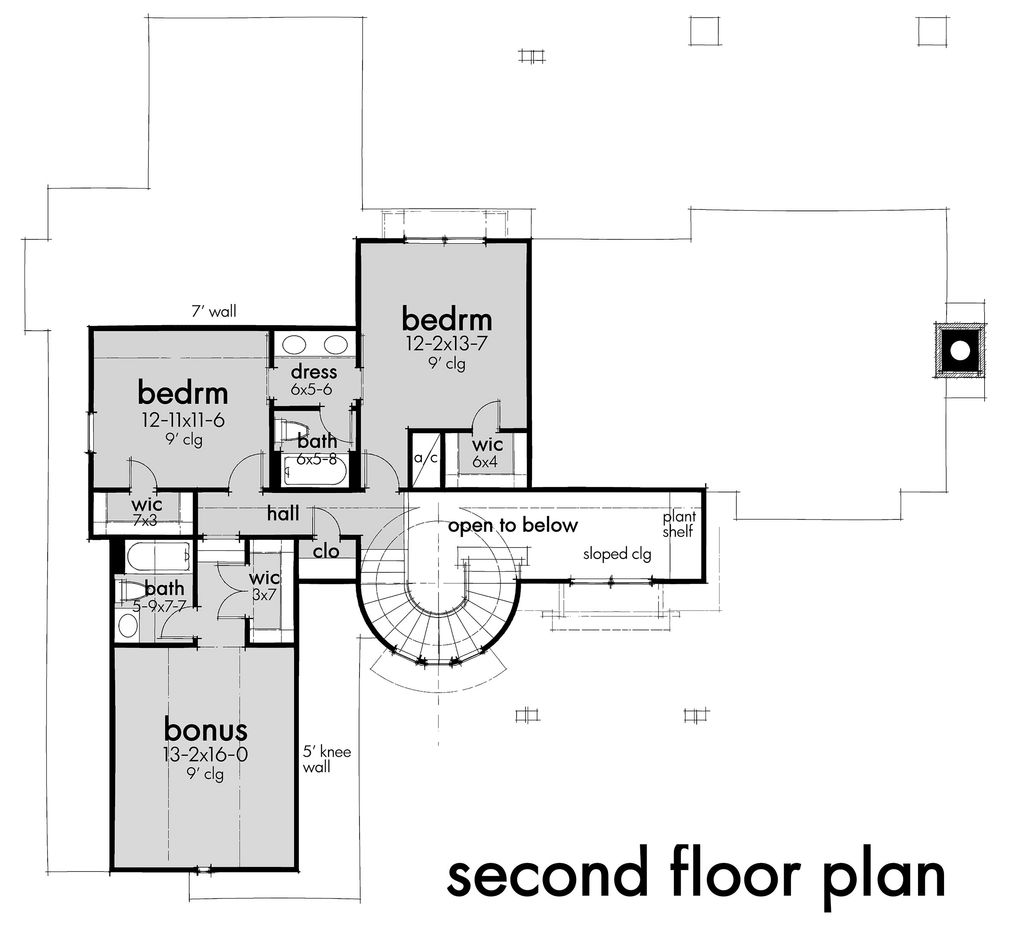 7' wall
bedrm
12-2x13-7
9' clg
dress
6x5-6
bedrm
12-11x11-6
9' clg
bath
6x5-8
a/c
wic
6x4
wic
7x3
hall
open to below
plant
shelf
sloped clg
clo
wic
3x7
bath
5-9x7-7
bonus
13-2x16-0
9' clg
5' knee
wall
second floor plan